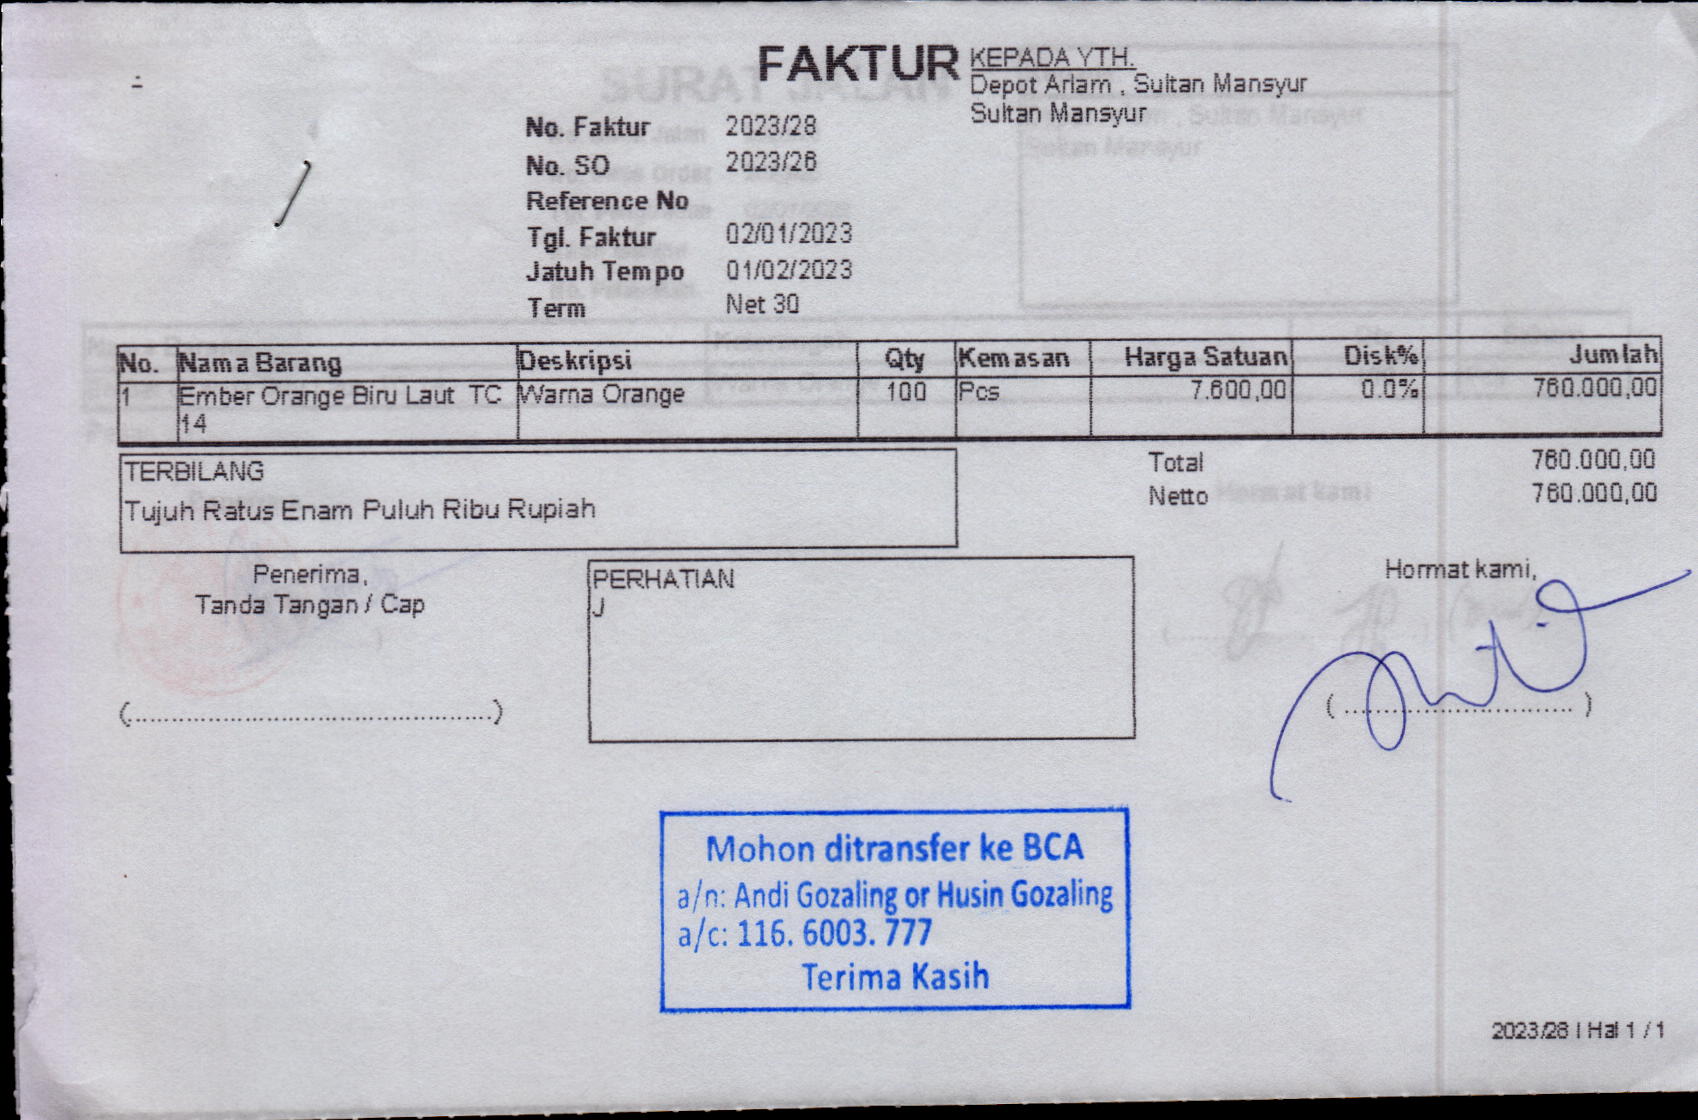 FAKTUR
KEPADA YTH.
Depot Ariam , Sultan Mansyur
Sultan Mansyur
No. Faktur 2023/28
No. SO 2023/26
Reference No
Tgl. Faktur 02/01/2023
Jatuh Tempo 01/02/2023
Term Net 30
No. Nama Barang Deskripsi Qty Kemasan Harga Satuan Disk% Jumlah
1 Ember Orange Biru Laut TC Warna Orange 100 Pcs 7.600,00 0.0% 760.000,00
14
TERBILANG
Tujuh Ratus Enam Puluh Ribu Rupiah
Total 760.000,00
Netto 760.000,00
Penerima,
Tanda Tangan / Cap
(................................................)
PERHATIAN
J
Hormat kami,
( .............................. )
Mohon ditransfer ke BCA
a/n: Andi Gozaling or Husin Gozaling
a/c: 116. 6003. 777
Terima Kasih
2023/28 | Hal 1 / 1